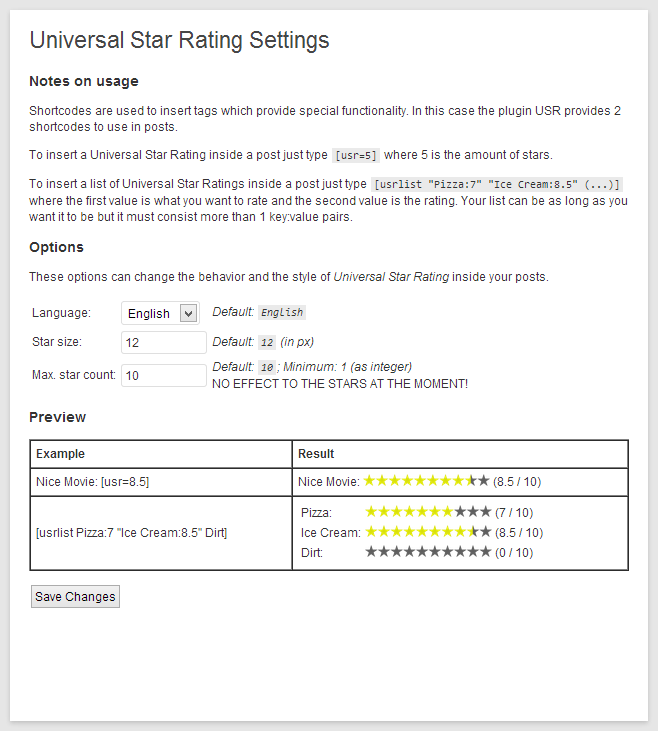 Universal Star Rating Settings
Notes on usage
Shortcodes are used to insert tags which provide special functionality. In this case the plugin USR provides 2
shortcodes to use in posts.
To insert a Universal Star Rating inside a post just type [usr=5] where 5 is the amount of stars.
To insert a list of Universal Star Ratings inside a post just type [usrlist "Pizza:7" "Ice Cream:8.5" (...)]
where the first value is what you want to rate and the second value is the rating. Your list can be as long as you
want it to be but it must consist more than 1 key:value pairs.
Options
These options can change the behavior and the style of Universal Star Rating inside your posts.
Language: English Default: English
Star size: 12 Default: 12 (in px)
Max. star count: 10 Default: 10 ; Minimum: 1 (as integer)
NO EFFECT TO THE STARS AT THE MOMENT!
Preview
Example Result
Nice Movie: [usr=8.5] Nice Movie: ★★★★★★★★★★ (8.5 / 10)
[usrlist Pizza:7 "Ice Cream:8.5" Dirt]
Pizza: ★★★★★★★★★★ (7 / 10)
Ice Cream: ★★★★★★★★★★ (8.5 / 10)
Dirt: ★★★★★★★★★★ (0 / 10)
Save Changes